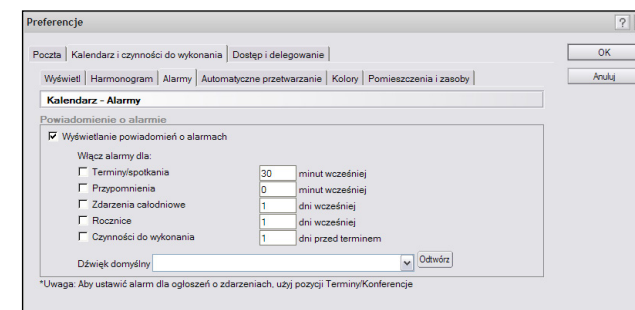 Preferencje
?
Poczta Kalendarz i czynności do wykonania Dostęp i delegowanie
OK
Wyświetl Harmonogram Alarmy Automatyczne przetwarzanie Kolory Pomieszczenia i zasoby
Anuluj
Kalendarz - Alarmy
Powiadomienie o alarmie
Wyświetlanie powiadomień o alarmach
Włącz alarmy dla:
Terminy/spotkania 30 minut wcześniej
Przypomnienia 0 minut wcześniej
Zdarzenia całodniowe 1 dni wcześniej
Rocznice 1 dni wcześniej
Czynności do wykonania 1 dni przed terminem
Dźwięk domyślny Odtwórz
*Uwaga: Aby ustawić alarm dla ogłoszeń o zdarzeniach, użyj pozycji Terminy/Konferencje